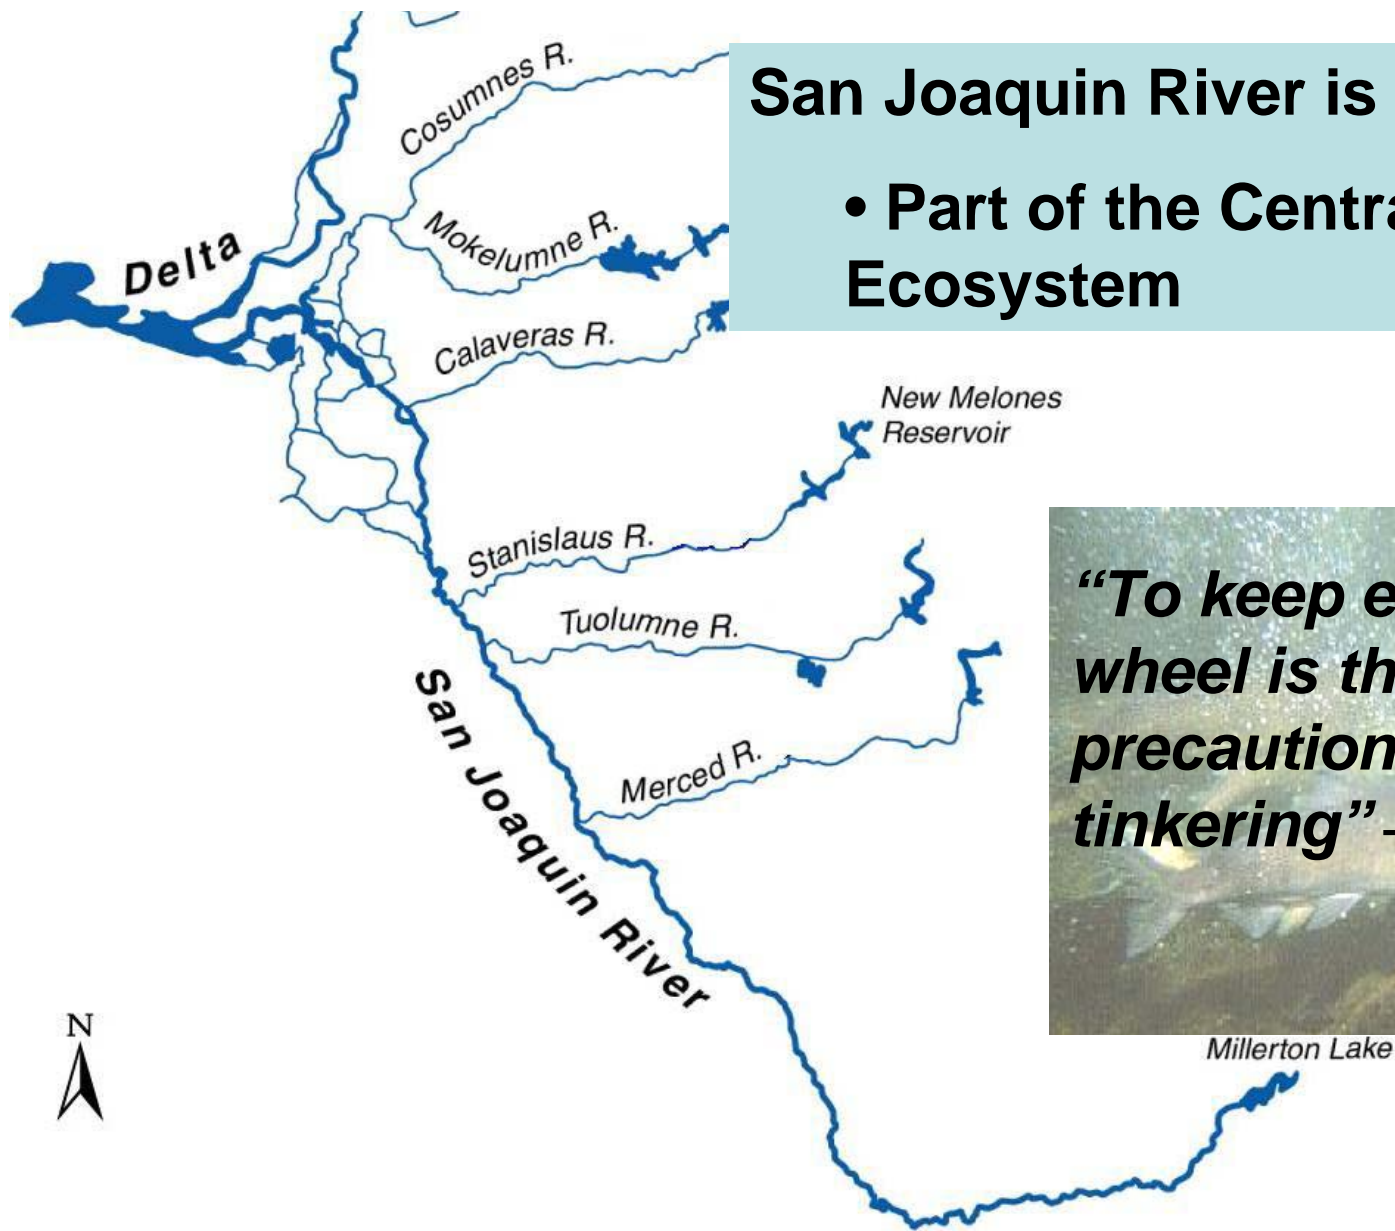 Cosumnes R.
San Joaquin River is
• Part of the Centra
Ecosystem
Mokelumne R.
Delta
Calaveras R.
New Melones
Reservoir
Stanislaus R.
“To keep e
wheel is th
precaution
tinkering” –
Tuolumne R.
San Joaquin River
Merced R.
N
Millerton Lake